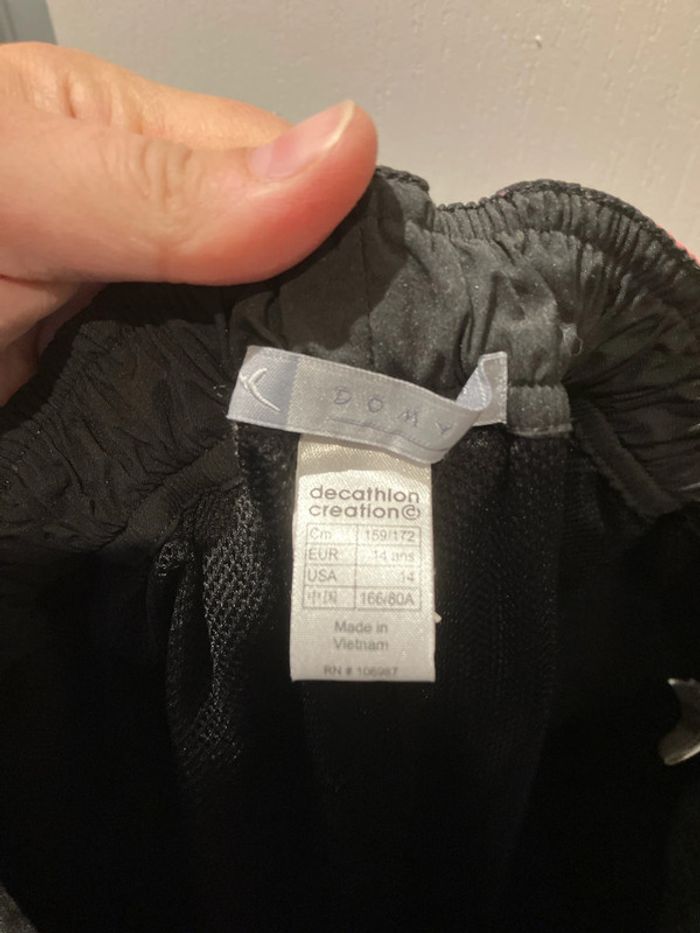 DOMY
decathlon
creation©
Cm 159/172
EUR 14 ans
USA 14
中国 166/80A
Made in
Vietnam
RN # 106987